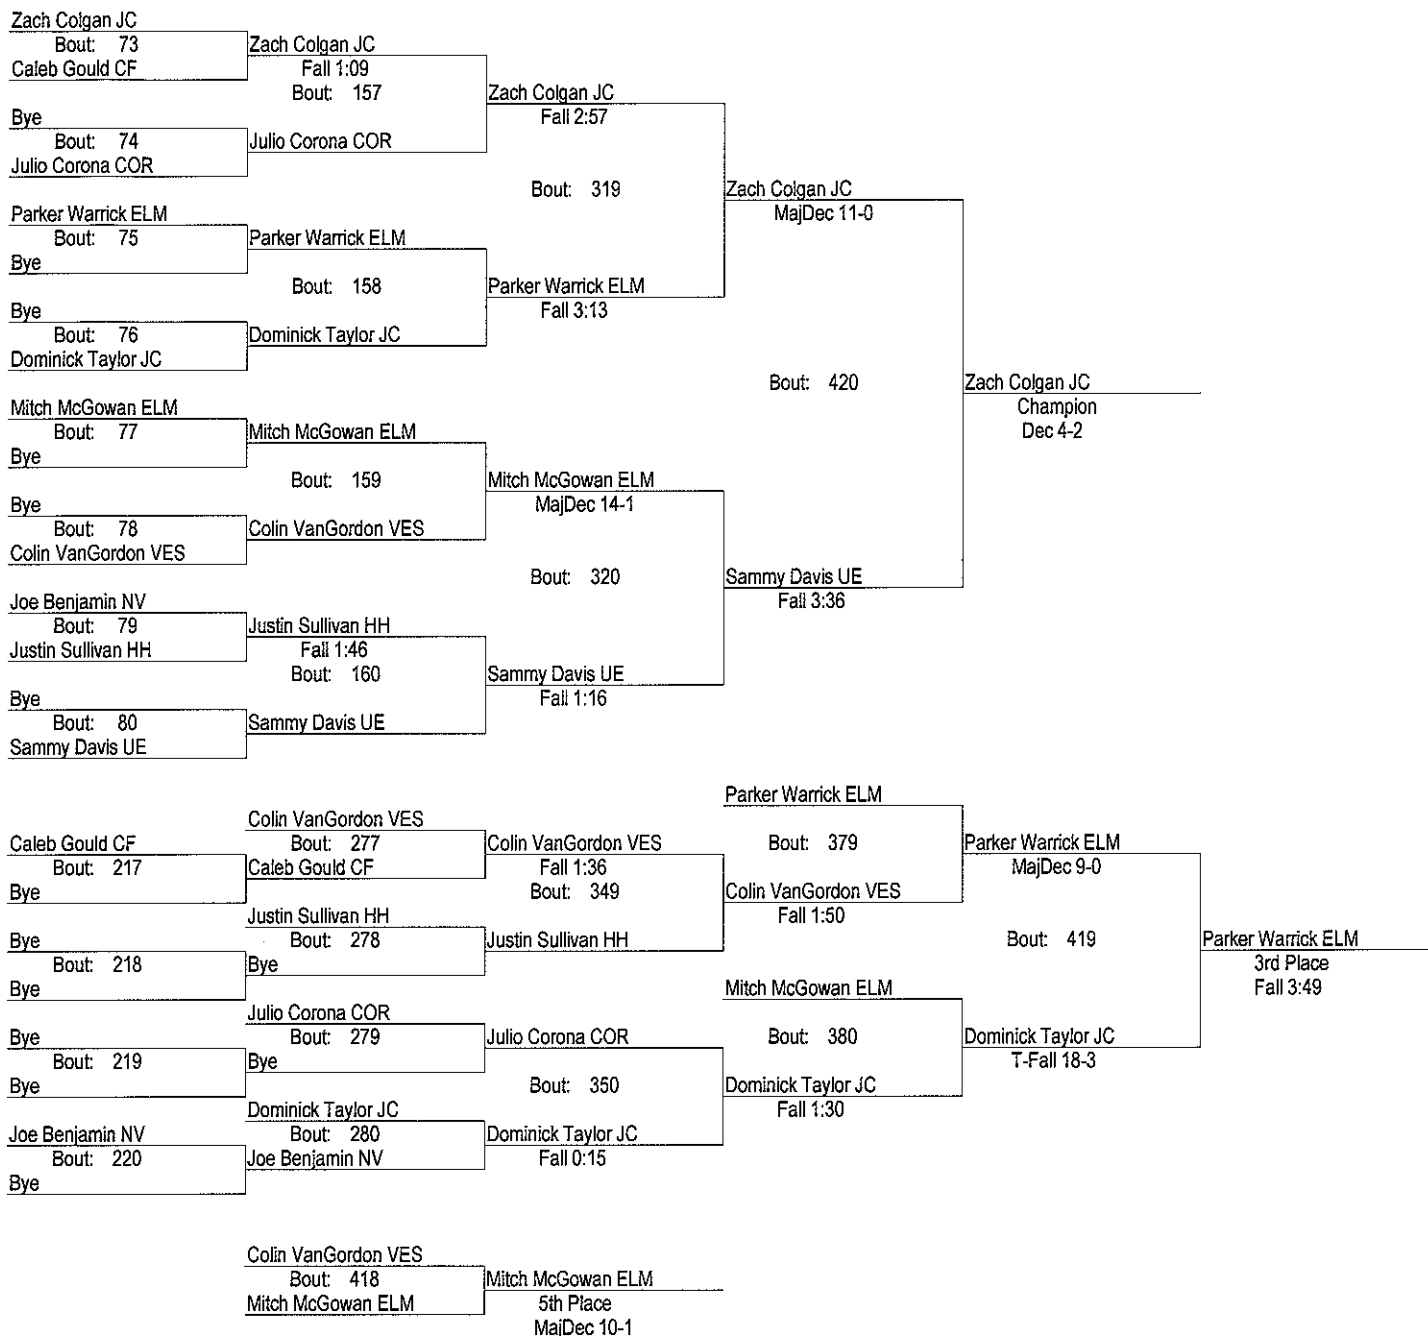 Zach Colgan JC
Bout: 73
Caleb Gould CF
Zach Colgan JC
Fall 1:09
Bout: 157
Bye
Bout: 74
Julio Corona COR
Julio Corona COR
Zach Colgan JC
Fall 2:57
Bout: 319
Parker Warrick ELM
Bout: 75
Bye
Parker Warrick ELM
Bout: 158
Bye
Bout: 76
Dominick Taylor JC
Dominick Taylor JC
Parker Warrick ELM
Fall 3:13
Zach Colgan JC
MajDec 11-0
Bout: 420
Mitch McGowan ELM
Bout: 77
Bye
Mitch McGowan ELM
Bout: 159
Bye
Bout: 78
Colin VanGordon VES
Colin VanGordon VES
Mitch McGowan ELM
MajDec 14-1
Bout: 320
Joe Benjamin NV
Bout: 79
Justin Sullivan HH
Justin Sullivan HH
Fall 1:46
Bout: 160
Bye
Bout: 80
Sammy Davis UE
Sammy Davis UE
Sammy Davis UE
Fall 1:16
Sammy Davis UE
Fall 3:36
Zach Colgan JC
Champion
Dec 4-2
Caleb Gould CF
Bout: 217
Bye
Colin VanGordon VES
Bout: 277
Caleb Gould CF
Colin VanGordon VES
Fall 1:36
Bout: 349
Bye
Bout: 218
Bye
Justin Sullivan HH
Bout: 278
Bye
Justin Sullivan HH
Parker Warrick ELM
Bout: 379
Colin VanGordon VES
Fall 1:50
Parker Warrick ELM
MajDec 9-0
Bout: 419
Bye
Bout: 219
Bye
Julio Corona COR
Bout: 279
Bye
Julio Corona COR
Bout: 350
Joe Benjamin NV
Bout: 220
Bye
Dominick Taylor JC
Bout: 280
Joe Benjamin NV
Dominick Taylor JC
Fall 0:15
Mitch McGowan ELM
Bout: 380
Dominick Taylor JC
Fall 1:30
Dominick Taylor JC
T-Fall 18-3
Parker Warrick ELM
3rd Place
Fall 3:49
Colin VanGordon VES
Bout: 418
Mitch McGowan ELM
Mitch McGowan ELM
5th Place
MajDec 10-1